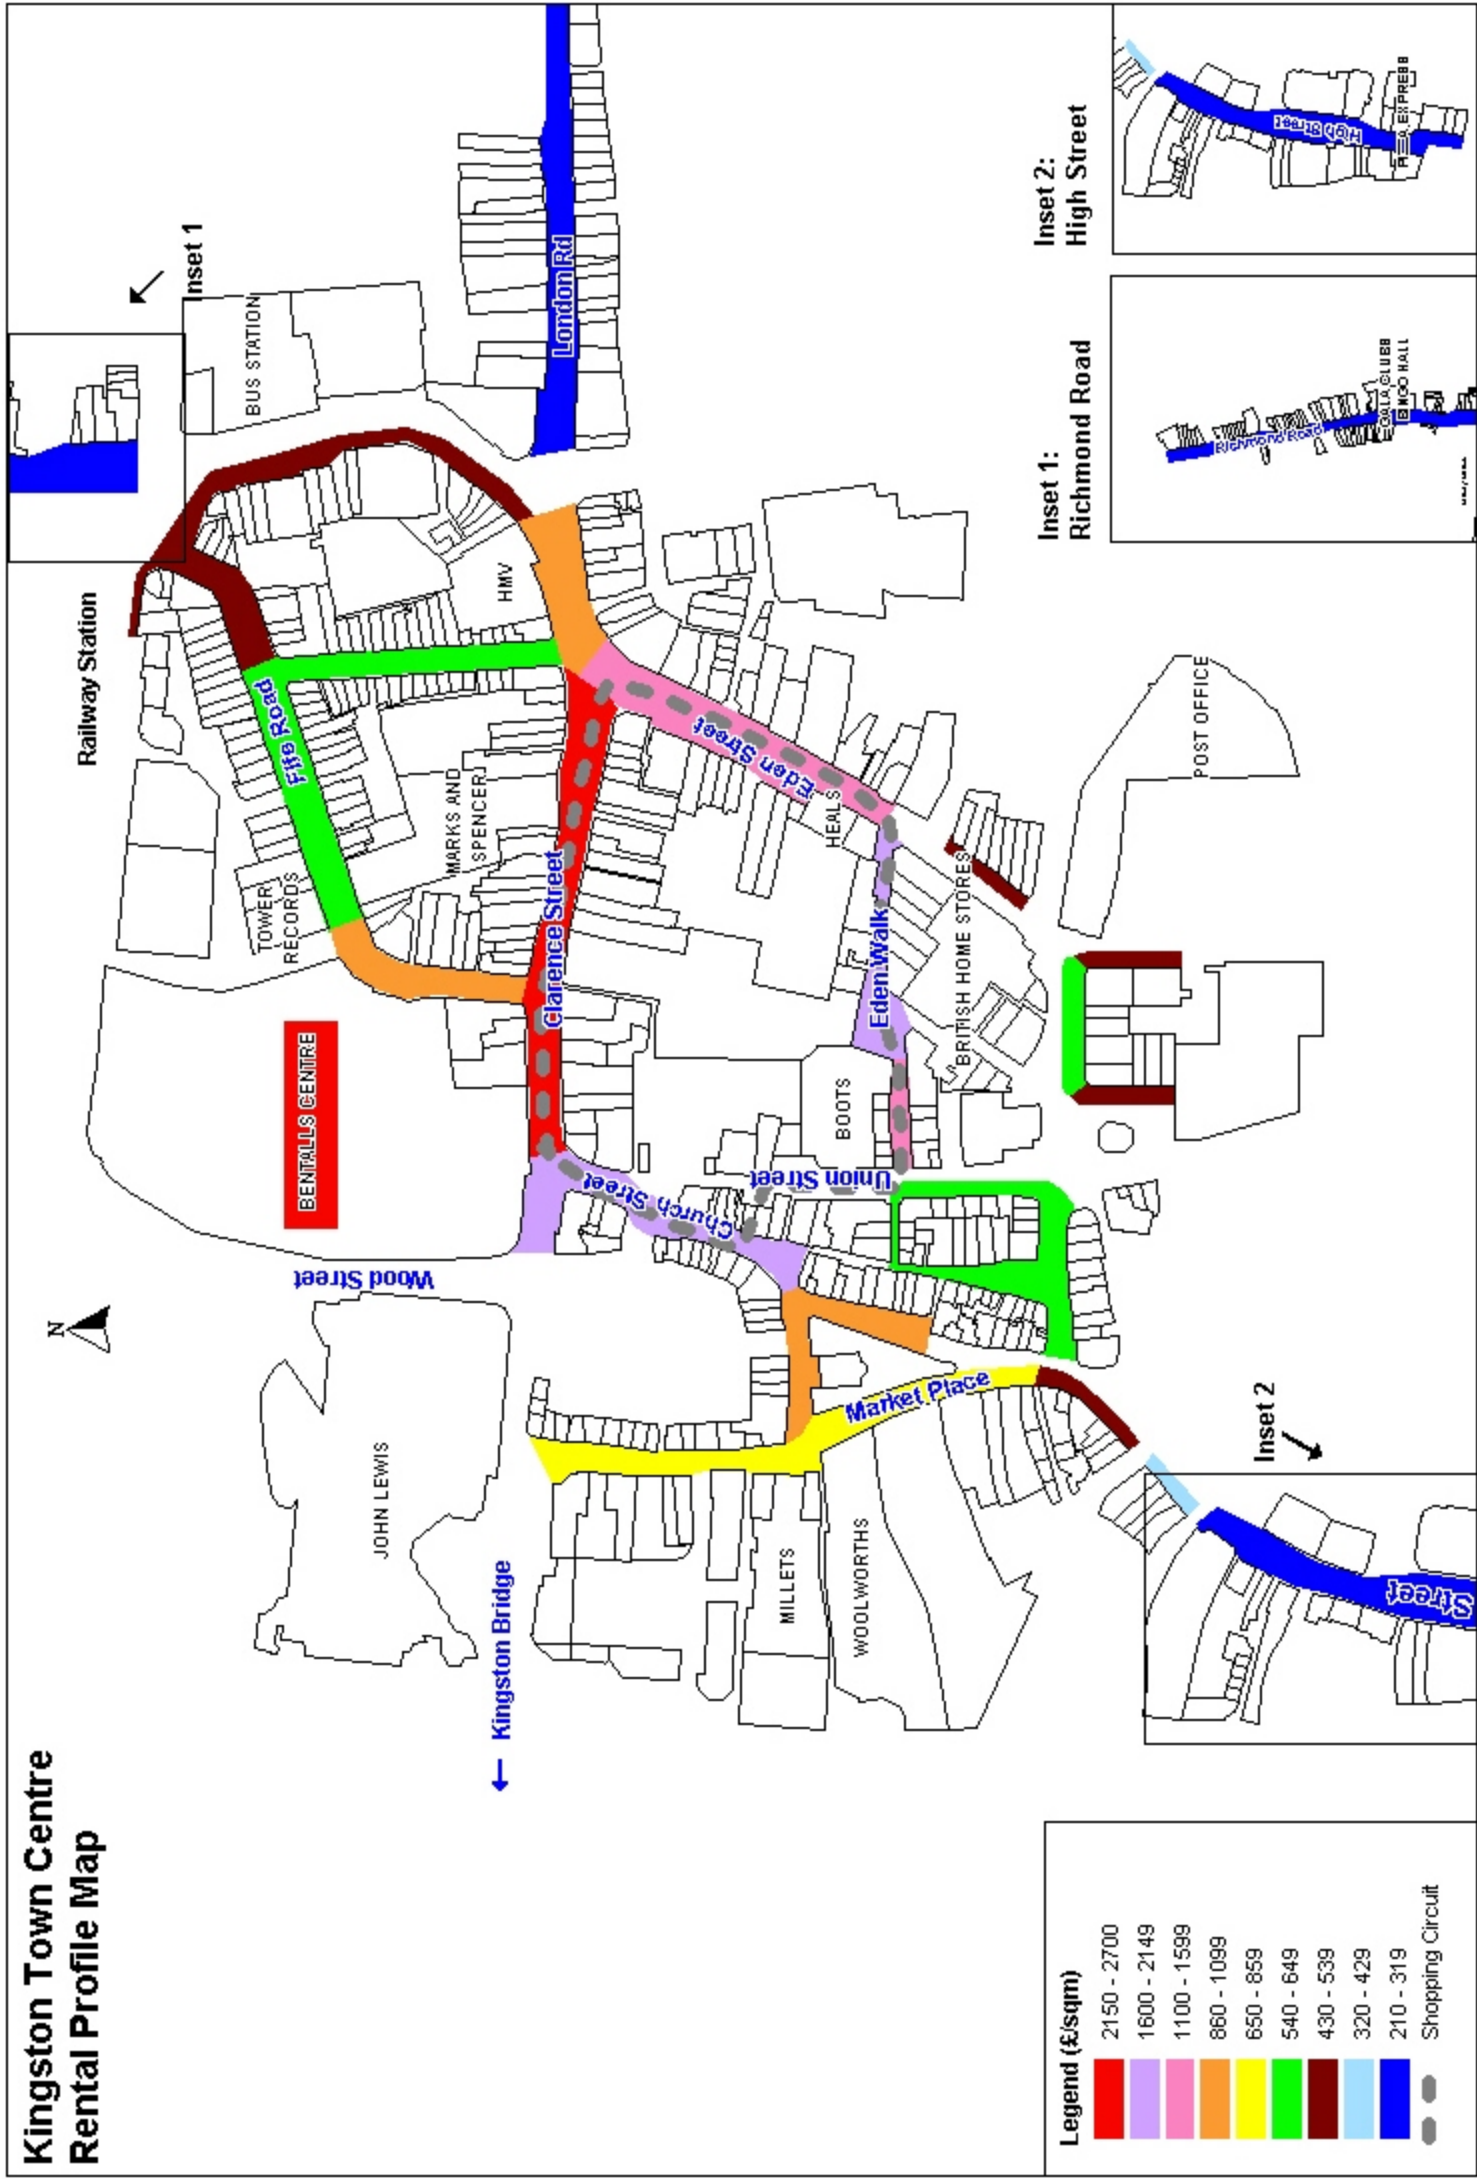 Kingston Town Centre
Rental Profile Map
N
Railway Station
Inset 1
BUS STATION
JOHN LEWIS
Wood Street
BENTALLS CENTRE
TOWER
RECORDS
Fife Road
MARKS AND
SPENCER
HMV
London Rd
Kingston Bridge
Clarence Street
Church Street
Union Street
Eden Street
HEALS
BOOTS
Eden Walk
BRITISH HOME STORES
MILLETS
WOOLWORTHS
Market Place
POST OFFICE
Inset 2
Street
Legend (£/sqm)
2150 - 2700
1600 - 2149
1100 - 1599
860 - 1099
650 - 859
540 - 649
430 - 539
320 - 429
210 - 319
Shopping Circuit
Inset 1:
Richmond Road
Richmond Road
GALA CLUBB
BINGO HALL
Inset 2:
High Street
High Street